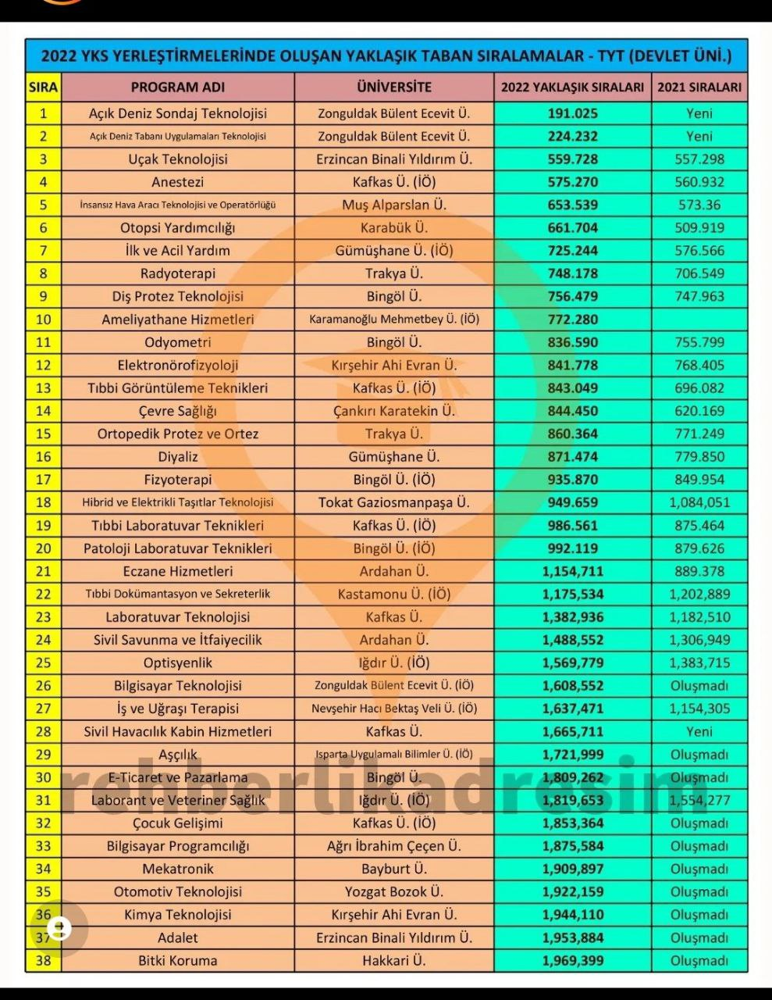 2022 YKS YERLEŞTİRMELERİNDE OLUŞAN YAKLAŞIK TABAN SIRALAMALAR - TYT (DEVLET ÜNİ.)
SIRA PROGRAM ADI ÜNİVERSİTE 2022 YAKLAŞIK SIRALARI 2021 SIRALARI
1 Açık Deniz Sondaj Teknolojisi Zonguldak Bülent Ecevit Ü. 191.025 Yeni
2 Açık Deniz Tabanı Uygulamaları Teknolojisi Zonguldak Bülent Ecevit Ü. 224.232 Yeni
3 Uçak Teknolojisi Erzincan Binali Yıldırım Ü. 559.728 557.298
4 Anestezi Kafkas Ü. (İÖ) 575.270 560.932
5 İnsansız Hava Aracı Teknolojisi ve Operatörlüğü Muş Alparslan Ü. 653.539 573.36
6 Otopsi Yardımcılığı Karabük Ü. 661.704 509.919
7 İlk ve Acil Yardım Gümüşhane Ü. (İÖ) 725.244 576.566
8 Radyoterapi Trakya Ü. 748.178 706.549
9 Diş Protez Teknolojisi Bingöl Ü. 756.479 747.963
10 Ameliyathane Hizmetleri Karamanoğlu Mehmetbey Ü. (İÖ) 772.280
11 Odyometri Bingöl Ü. 836.590 755.799
12 Elektronörofizyoloji Kırşehir Ahi Evran Ü. 841.778 768.405
13 Tıbbi Görüntüleme Teknikleri Kafkas Ü. (İÖ) 843.049 696.082
14 Çevre Sağlığı Çankırı Karatekin Ü. 844.450 620.169
15 Ortopedik Protez ve Ortez Trakya Ü. 860.364 771.249
16 Diyaliz Gümüşhane Ü. 871.474 779.850
17 Fizyoterapi Bingöl Ü. (İÖ) 935.870 849.954
18 Hibrid ve Elektrikli Taşıtlar Teknolojisi Tokat Gaziosmanpaşa Ü. 949.659 1,084,051
19 Tıbbi Laboratuvar Teknikleri Kafkas Ü. (İÖ) 986.561 875.464
20 Patoloji Laboratuvar Teknikleri Bingöl Ü. (İÖ) 992.119 879.626
21 Eczane Hizmetleri Ardahan Ü. 1,154,711 889.378
22 Tıbbi Dokümantasyon ve Sekreterlik Kastamonu Ü. (İÖ) 1,175,534 1,202,889
23 Laboratuvar Teknolojisi Kafkas Ü. 1,382,936 1,182,510
24 Sivil Savunma ve İtfaiyecilik Ardahan Ü. 1,488,552 1,306,949
25 Optisyenlik Iğdır Ü. (İÖ) 1,569,779 1,383,715
26 Bilgisayar Teknolojisi Zonguldak Bülent Ecevit Ü. (İÖ) 1,608,552 Oluşmadı
27 İş ve Uğraşı Terapisi Nevşehir Hacı Bektaş Veli Ü. (İÖ) 1,637,471 1,154,305
28 Sivil Havacılık Kabin Hizmetleri Kafkas Ü. 1,665,711 Yeni
29 Aşçılık Isparta Uygulamalı Bilimler Ü. (İÖ) 1,721,999 Oluşmadı
30 E-Ticaret ve Pazarlama Bingöl Ü. 1,809,262 Oluşmadı
rehberlikadresim
31 Laborant ve Veteriner Sağlık Iğdır Ü. (İÖ) 1,819,653 1,554,277
32 Çocuk Gelişimi Kafkas Ü. (İÖ) 1,853,364 Oluşmadı
33 Bilgisayar Programcılığı Ağrı İbrahim Çeçen Ü. 1,875,584 Oluşmadı
34 Mekatronik Bayburt Ü. 1,909,897 Oluşmadı
35 Otomotiv Teknolojisi Yozgat Bozok Ü. 1,922,159 Oluşmadı
36 Kimya Teknolojisi Kırşehir Ahi Evran Ü. 1,944,110 Oluşmadı
37 Adalet Erzincan Binali Yıldırım Ü. 1,953,884 Oluşmadı
38 Bitki Koruma Hakkari Ü. 1,969,399 Oluşmadı